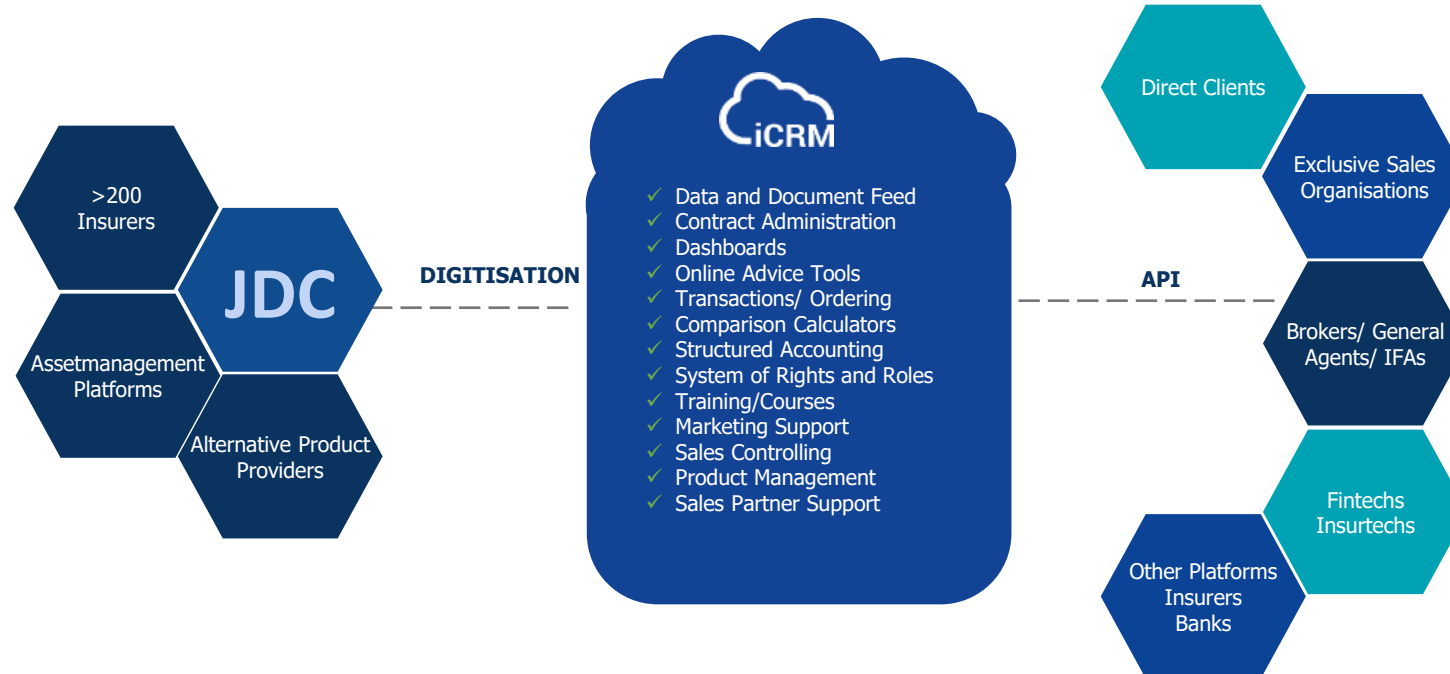 >200
Insurers
JDC
Assetmanagement
Platforms
Alternative Product
Providers
DIGITISATION
iCRM
Data and Document Feed
Contract Administration
Dashboards
Online Advice Tools
Transactions/ Ordering
Comparison Calculators
Structured Accounting
System of Rights and Roles
Training/Courses
Marketing Support
Sales Controlling
Product Management
Sales Partner Support
API
Direct Clients
Exclusive Sales
Organisations
Brokers/ General
Agents/ IFAs
Fintechs
Insurtechs
Other Platforms
Insurers
Banks